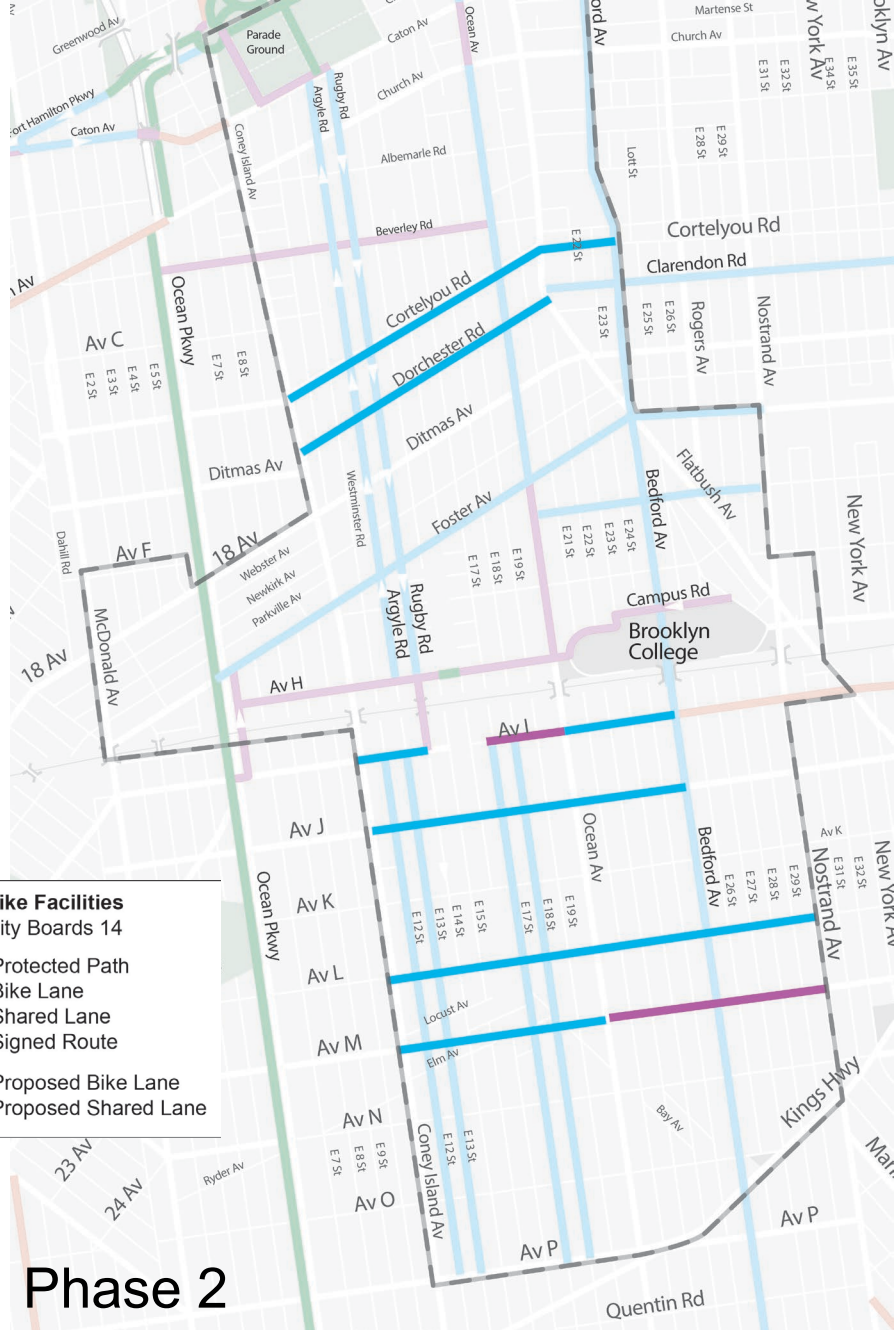 Greenwood Av
Parade
Ground
Caton Av
Ocean Av
ord Av
Martense St
Church Av
w York Av
oklyn Av
E 31 St
E 32 St
E 34 St
E 35 St
ort Hamilton Pkwy
Caton Av
Argyle Rd
Rugby Rd
Church Av
Coney Island Av
Albemarle Rd
Lott St
E 28 St
E 29 St
Beverley Rd
E 22 St
Cortelyou Rd
Clarendon Rd
Av
Ocean Pkwy
Cortelyou Rd
Dorchester Rd
E 23 St
E 25 St
E 26 St
Rogers Av
Nostrand Av
Av C
E 2 St
E 3 St
E 4 St
E 5 St
E 7 St
E 8 St
Ditmas Av
Ditmas Av
Westminster Rd
Foster Av
Bedford Av
Flatbush Av
New York Av
E 21 St
E 22 St
E 23 St
E 24 St
Dahill Rd
Av F
18 Av
Webster Av
Newkirk Av
Parkville Av
E 17 St
E 18 St
E 19 St
Argyle Rd
Rugby Rd
Campus Rd
Brooklyn
College
McDonald Av
18 Av
Av H
Av I
Av J
Ocean Av
Bedford Av
Av K
Nostrand Av
E 31 St
E 32 St
New York Av
Ocean Pkwy
Av K
E 12 St
E 13 St
E 14 St
E 15 St
E 17 St
E 18 St
E 19 St
E 26 St
E 27 St
E 28 St
E 29 St
ike Facilities
ity Boards 14
Protected Path
Bike Lane
Shared Lane
Signed Route
Proposed Bike Lane
Proposed Shared Lane
Av L
Locust Av
Av M
Elm Av
Kings Hwy
Bay Av
Av N
E 7 St
E 8 St
E 9 St
Coney Island Av
E 12 St
E 13 St
23 Av
24 Av
Ryder Av
Av O
Mar
Av P
Av P
Quentin Rd
Phase 2